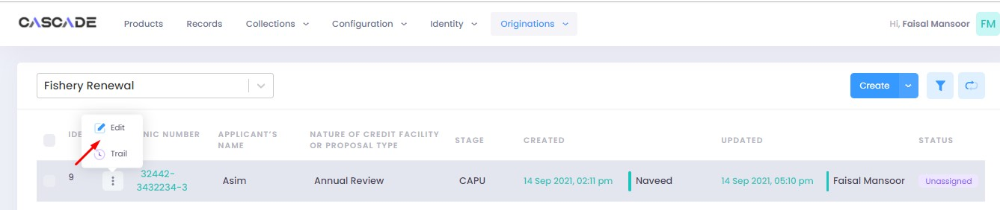 CASCADE Products Records Collections Configuration Identity Originations Hi, Faisal Mansoor FM
Fishery Renewal Create
Edit
Trail
IDE NIC NUMBER APPLICANT'S NAME NATURE OF CREDIT FACILITY OR PROPOSAL TYPE STAGE CREATED UPDATED STATUS
9 32442-3432234-3 Asim Annual Review CAPU 14 Sep 2021, 02:11 pm Naveed 14 Sep 2021, 05:10 pm Faisal Mansoor Unassigned